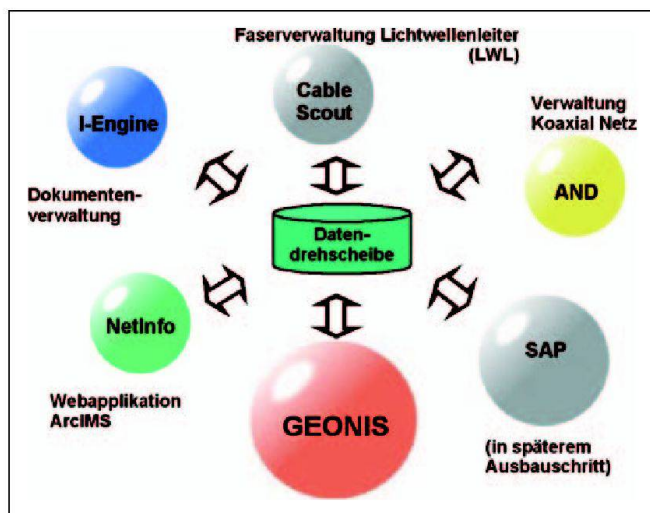 Faserverwaltung Lichtwellenleiter
(LWL)
I-Engine
Cable
Scout
Verwaltung
Koaxial Netz
Dokumenten-
verwaltung
AND
Daten-
drehscheibe
NetInfo
SAP
Webapplikation
ArcIMS
GEONIS
(in späterem
Ausbauschritt)